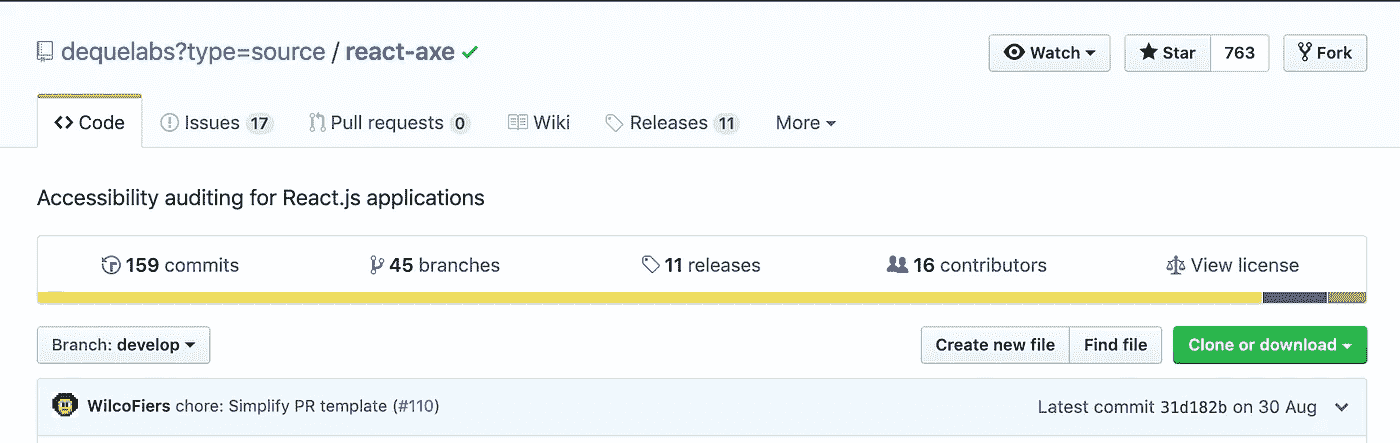 dequelabs?type=source / react-axe
Watch
Star 763
Fork
Code
Issues 17
Pull requests 0
Wiki
Releases 11
More
Accessibility auditing for React.js applications
159 commits
45 branches
11 releases
16 contributors
View license
Branch: develop
Create new file
Find file
Clone or download
WilcoFiers chore: Simplify PR template (#110)
Latest commit 31d182b on 30 Aug